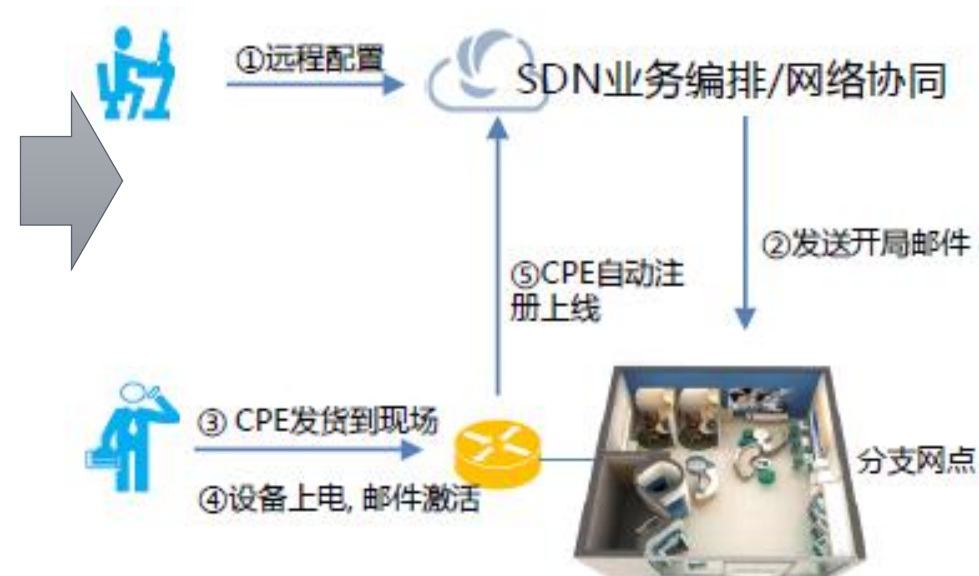 ①远程配置
SDN业务编排/网络协同
②发送开局邮件
⑤CPE自动注
册上线
③ CPE发货到现场
④设备上电, 邮件激活
分支网点